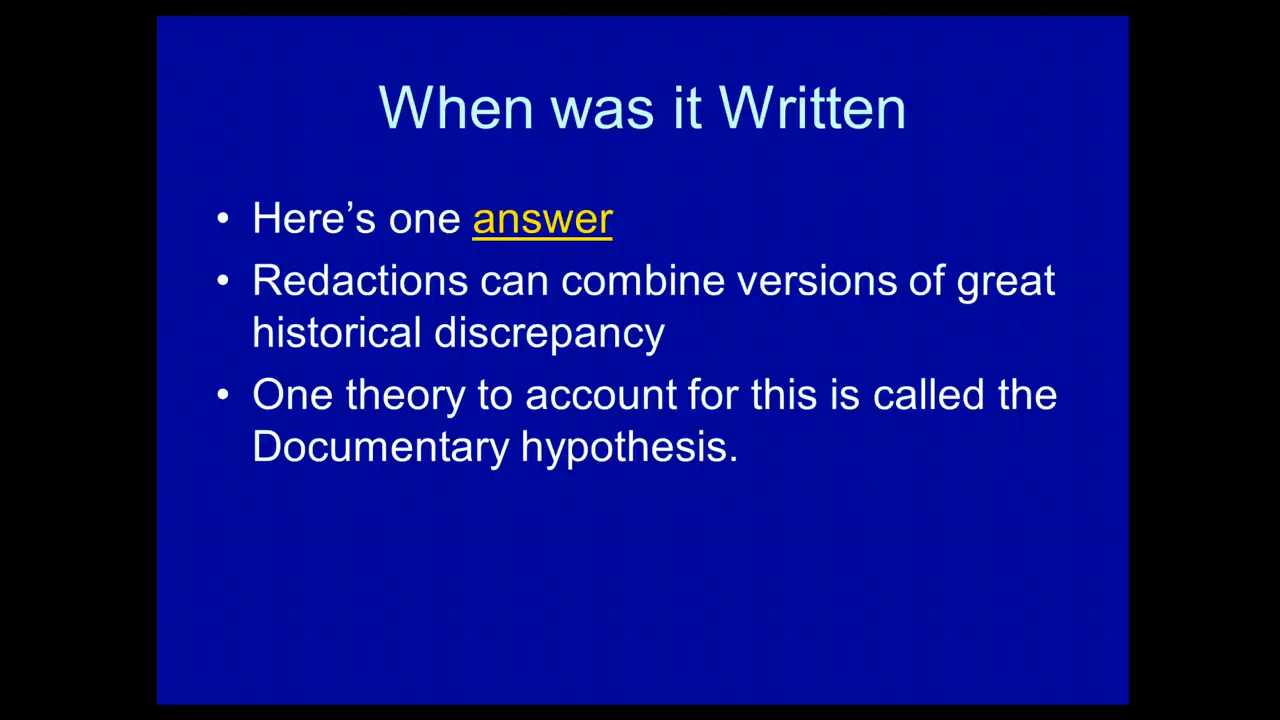 When was it Written
• Here’s one answer
• Redactions can combine versions of great
historical discrepancy
• One theory to account for this is called the
Documentary hypothesis.